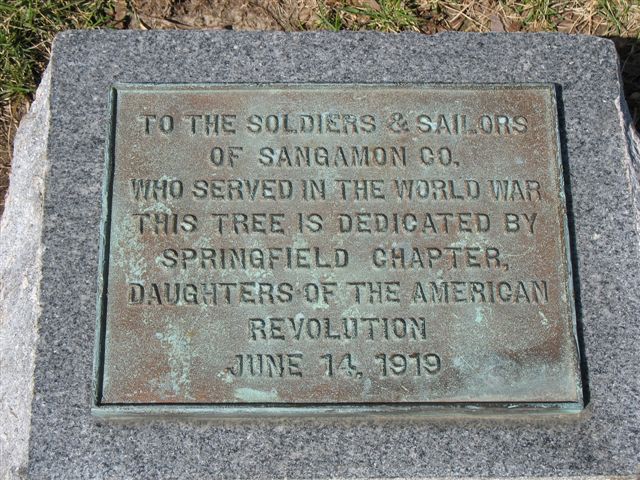 TO THE SOLDIERS & SAILORS
OF SANGAMON CO.
WHO SERVED IN THE WORLD WAR
THIS TREE IS DEDICATED BY
SPRINGFIELD CHAPTER,
DAUGHTERS OF THE AMERICAN
REVOLUTION
JUNE 14, 1919